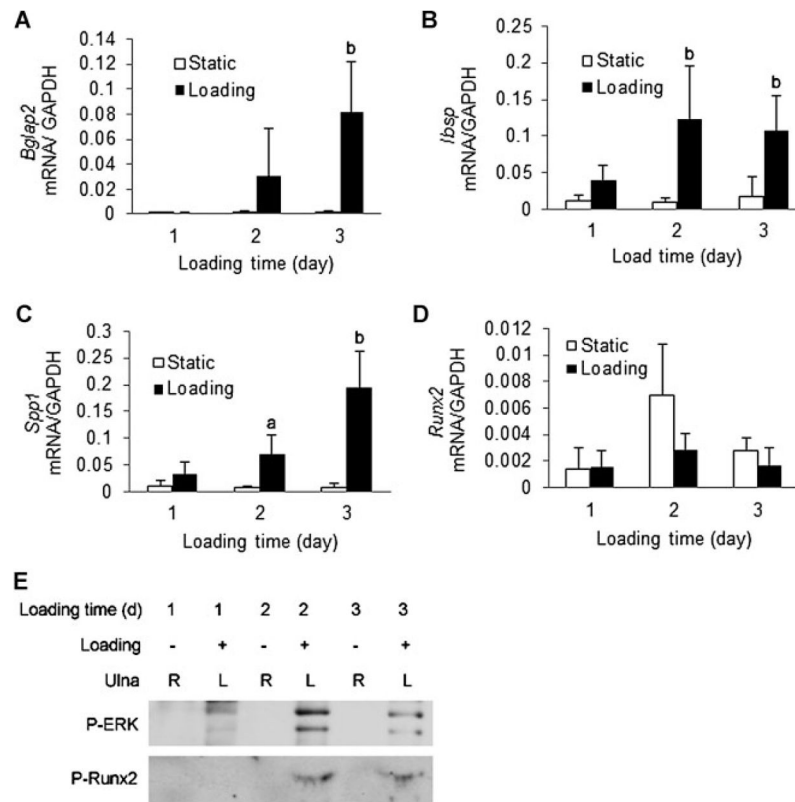 A
Bglap2
mRNA/ GAPDH
0.14
0.12
0.1
0.08
0.06
0.04
0.02
0
Static
Loading
b
1 2 3
Loading time (day)
B
Ibsp
mRNA/GAPDH
0.25
0.2
0.15
0.1
0.05
0
Static
Loading
b
b
1 2 3
Load time (day)
C
Spp1
mRNA/GAPDH
0.3
0.25
0.2
0.15
0.1
0.05
0
Static
Loading
a
b
1 2 3
Loading time (day)
D
Runx2
mRNA/GAPDH
0.012
0.01
0.008
0.006
0.004
0.002
0
Static
Loading
1 2 3
Loading time (day)
E
Loading time (d) 1 1 2 2 3 3
Loading - + - + - +
Ulna R L R L R L
P-ERK
P-Runx2